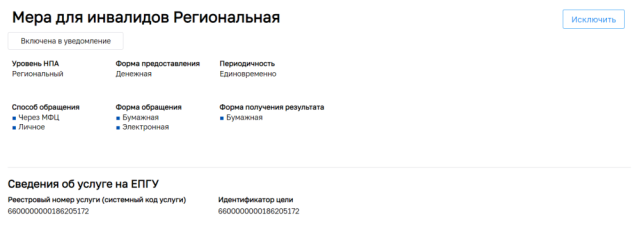 Мера для инвалидов Региональная
Исключить
Включена в уведомление
Уровень НПА Форма предоставления Периодичность
Региональный Денежная Единовременно
Способ обращения Форма обращения Форма получения результата
Через МФЦ Бумажная Бумажная
Личное Электронная
Сведения об услуге на ЕПГУ
Реестровый номер услуги (системный код услуги) Идентификатор цели
6600000000186205172 6600000000186205172